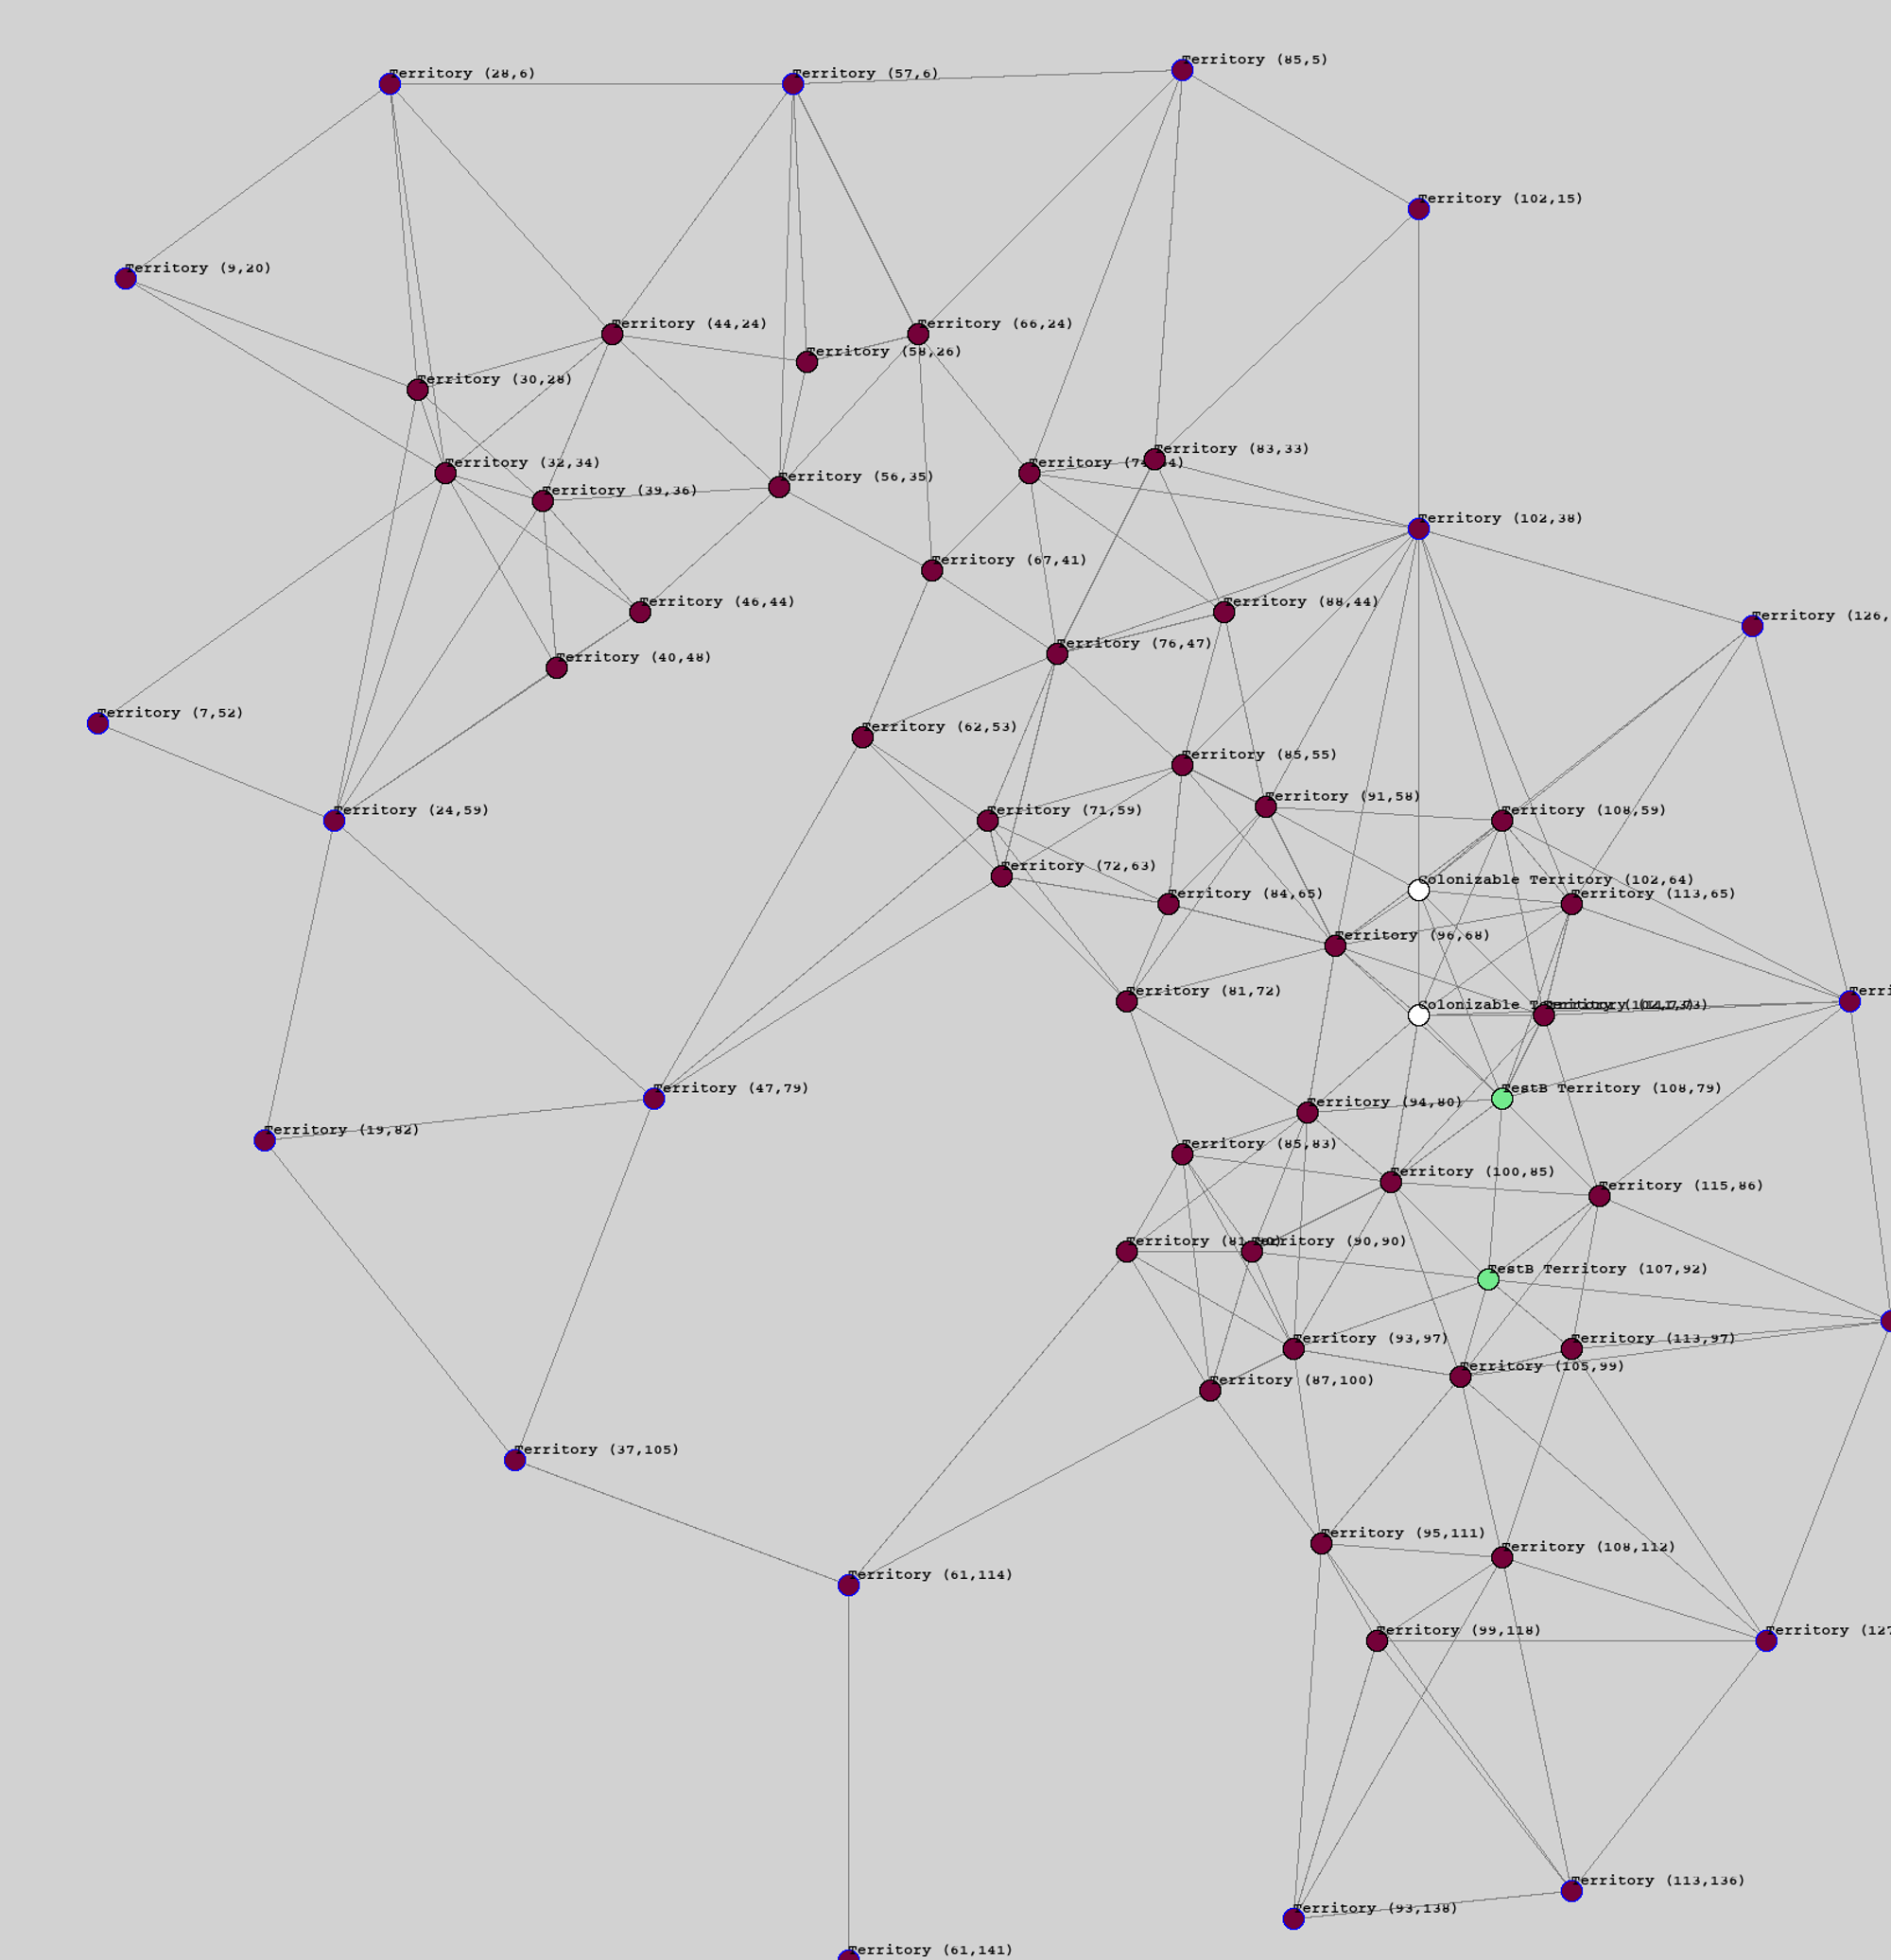 Territory (85,5)
Territory (28,6)
Territory (57,6)
Territory (102,15)
Territory (9,20)
Territory (44,24)
Territory (66,24)
Territory (58,26)
Territory (30,28)
Territory (83,33)
Territory (32,34)
Territory
Territory (56,35)
Territory (39,36)
Territory (102,38)
Territory (67,41)
Territory (46,44)
Territory (88,44)
Territory (126,
Territory (76,47)
Territory (40,48)
Territory (7,52)
Territory (62,53)
Territory (85,55)
Territory (91,58)
Territory (24,59)
Territory (71,59)
Territory (108,59)
Territory (72,63)
Colonizable Territory (102,64)
Territory (84,65)
Territory (113,65)
Territory (96,68)
Territory (81,72)
Terri
Colonizable
Territory (47,79)
TestB Territory (108,79)
Territory (94,80)
Territory (19,82)
Territory (85,83)
Territory (100,85)
Territory (115,86)
Territory
Territory (90,90)
TestB Territory (107,92)
Territory (93,97)
Territory (113,97)
Territory (105,99)
Territory (87,100)
Territory (37,105)
Territory (95,111)
Territory (108,112)
Territory (61,114)
Territory (99,118)
Territory (127
Territory (113,136)
Territory (93,138)
Territory (61,141)